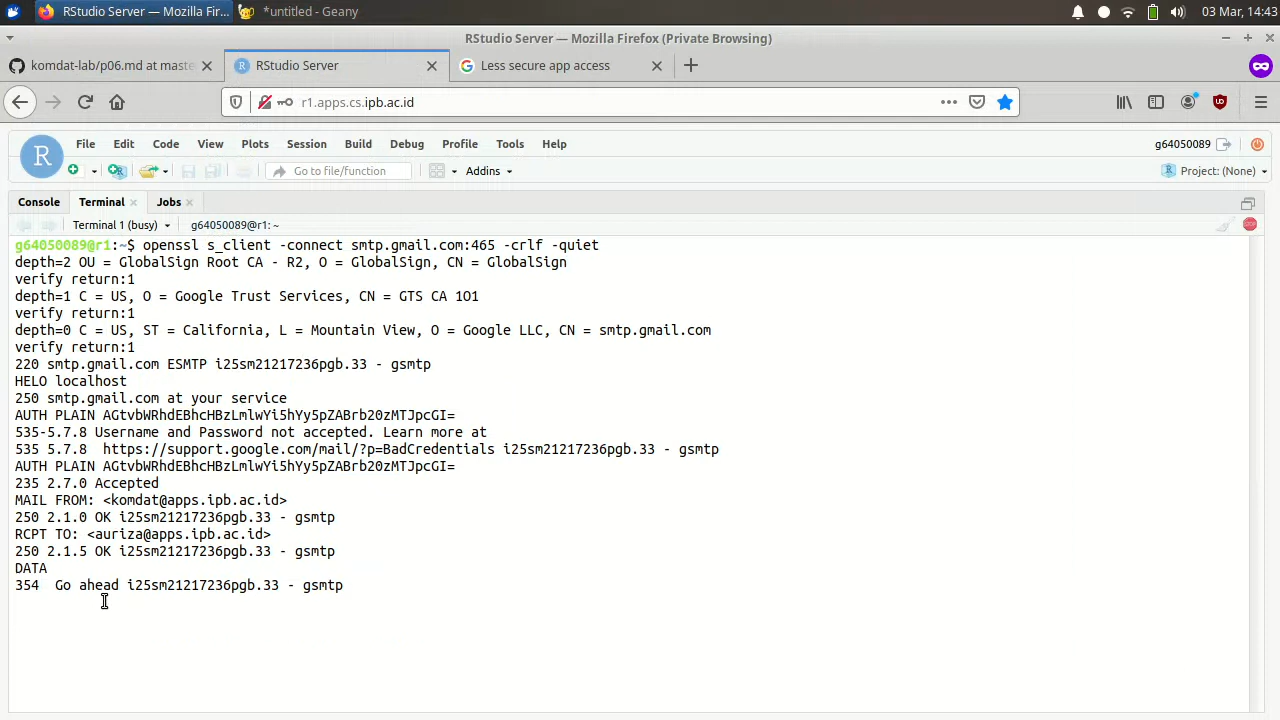 RStudio Server — Mozilla Fir...
*untitled - Geany
03 Mar, 14:43
RStudio Server — Mozilla Firefox (Private Browsing)
komdat-lab/p06.md at maste
RStudio Server
Less secure app access
r1.apps.cs.ipb.ac.id
R
File Edit Code View Plots Session Build Debug Profile Tools Help
g64050089
Go to file/function
Addins
Project: (None)
Console Terminal Jobs
Terminal 1 (busy)
g64050089@r1: ~
g64050089@r1:~$ openssl s_client -connect smtp.gmail.com:465 -crlf -quiet
depth=2 OU = GlobalSign Root CA - R2, O = GlobalSign, CN = GlobalSign
verify return:1
depth=1 C = US, O = Google Trust Services, CN = GTS CA 1O1
verify return:1
depth=0 C = US, ST = California, L = Mountain View, O = Google LLC, CN = smtp.gmail.com
verify return:1
220 smtp.gmail.com ESMTP i25sm21217236pgb.33 - gsmtp
HELO localhost
250 smtp.gmail.com at your service
AUTH PLAIN AGtvbWRhdEBhcHBzLmlwYi5hYy5pZABrb20zMTJpcGI=
535-5.7.8 Username and Password not accepted. Learn more at
535 5.7.8  https://support.google.com/mail/?p=BadCredentials i25sm21217236pgb.33 - gsmtp
AUTH PLAIN AGtvbWRhdEBhcHBzLmlwYi5hYy5pZABrb20zMTJpcGI=
235 2.7.0 Accepted
MAIL FROM: <komdat@apps.ipb.ac.id>
250 2.1.0 OK i25sm21217236pgb.33 - gsmtp
RCPT TO: <auriza@apps.ipb.ac.id>
250 2.1.5 OK i25sm21217236pgb.33 - gsmtp
DATA
354  Go ahead i25sm21217236pgb.33 - gsmtp